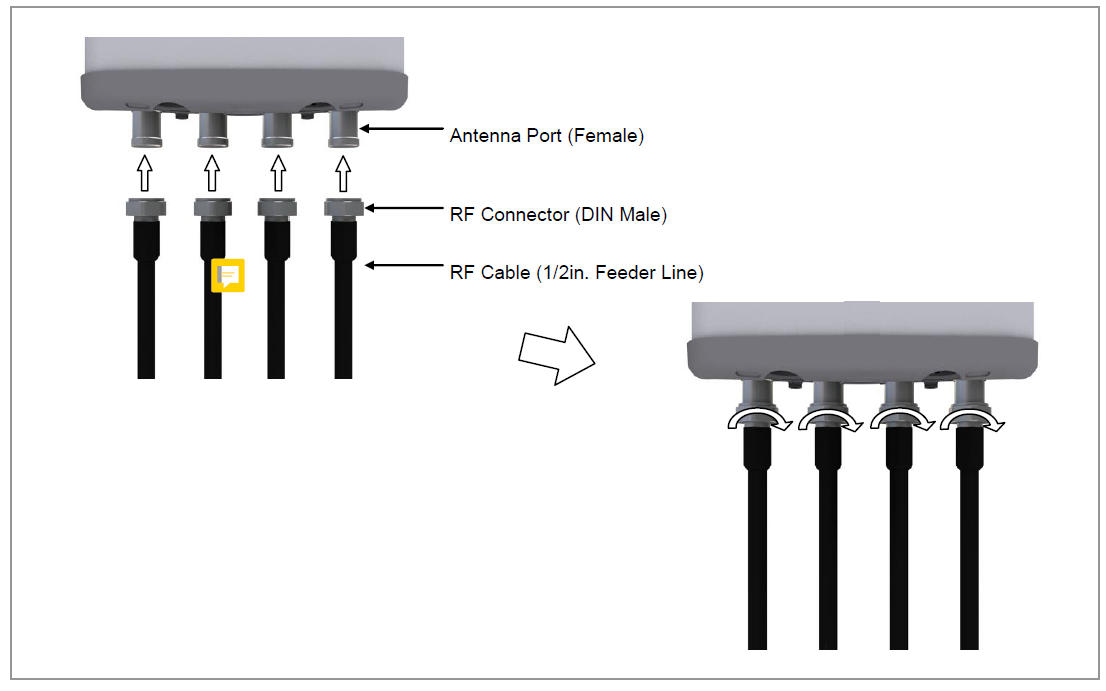 Antenna Port (Female)
RF Connector (DIN Male)
RF Cable (1/2in. Feeder Line)